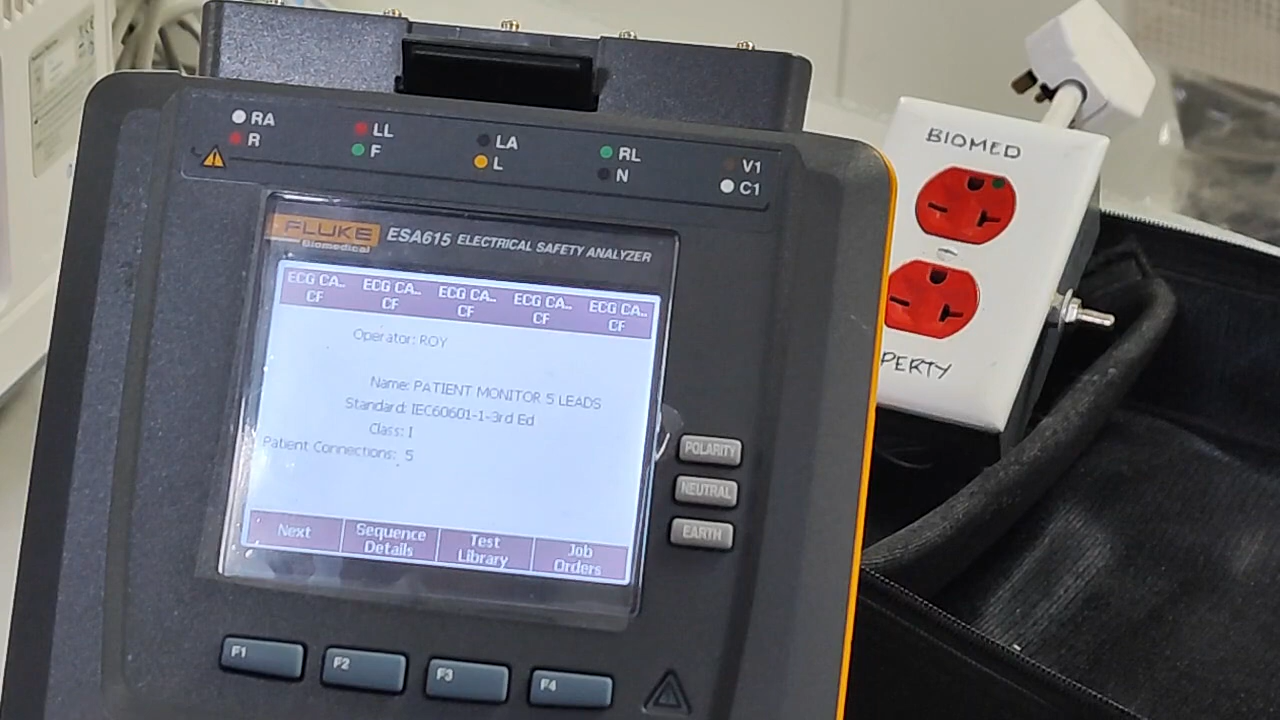 RA
R
LL
F
LA
L
RL
N
V1
C1
FLUKE
Biomedical
ESA615 ELECTRICAL SAFETY ANALYZER
ECG CA.. ECG CA.. ECG CA.. ECG CA.. ECG CA..
CF CF CF CF CF
Operator: ROY
Name: PATIENT MONITOR 5 LEADS
Standard: IEC60601-1-3rd Ed
Class: I
Patient Connections: 5
Next
Sequence
Details
Test
Library
Job
Orders
POLARITY
NEUTRAL
EARTH
F1
F2
F3
F4
BIOMED
PERTY